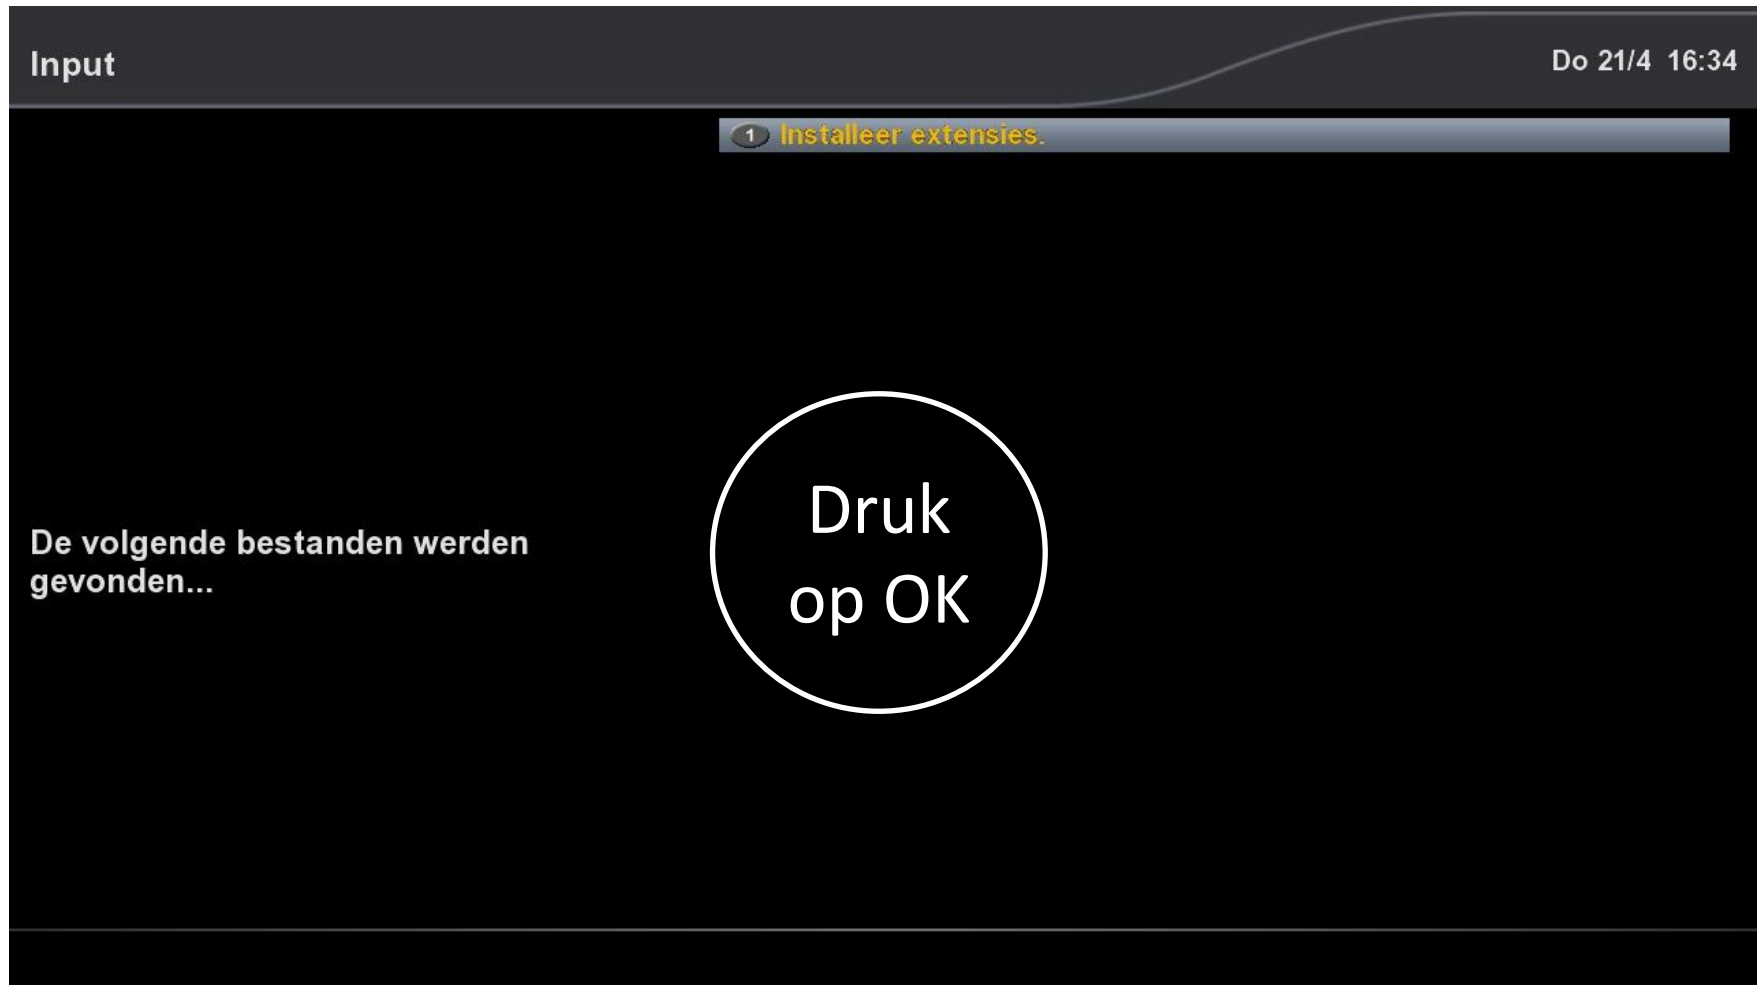 Input
Do 21/4 16:34
1 Installeer extensies.
De volgende bestanden werden
gevonden...
Druk
op OK